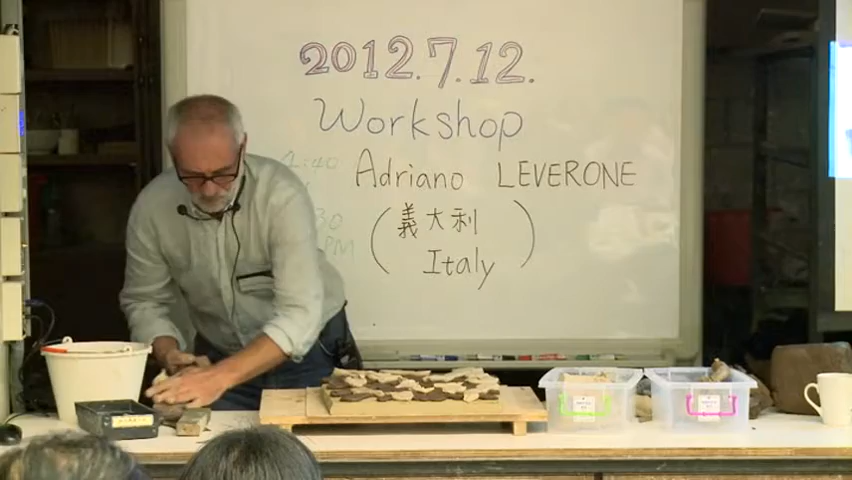 2012.7.12.
Workshop
Adriano LEVERONE
(義大利
Italy)